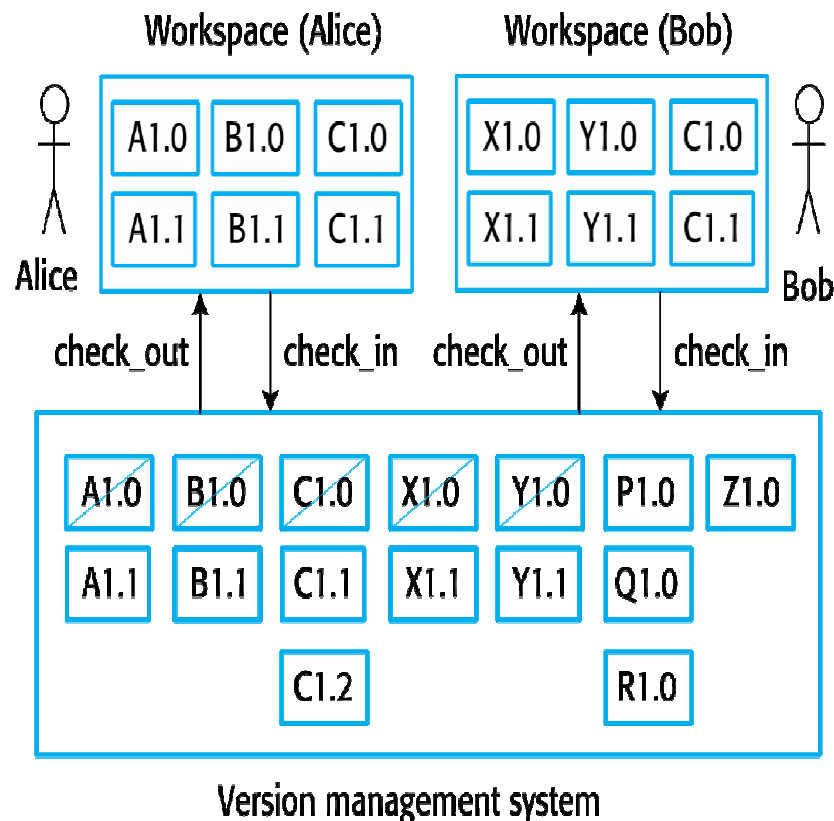 Workspace (Alice) Workspace (Bob)
A1.0 B1.0 C1.0 X1.0 Y1.0 C1.0
A1.1 B1.1 C1.1 X1.1 Y1.1 C1.1
Alice Bob
check_out check_in check_out check_in
A1.0 B1.0 C1.0 X1.0 Y1.0 P1.0 Z1.0
A1.1 B1.1 C1.1 X1.1 Y1.1 Q1.0
C1.2 R1.0
Version management system